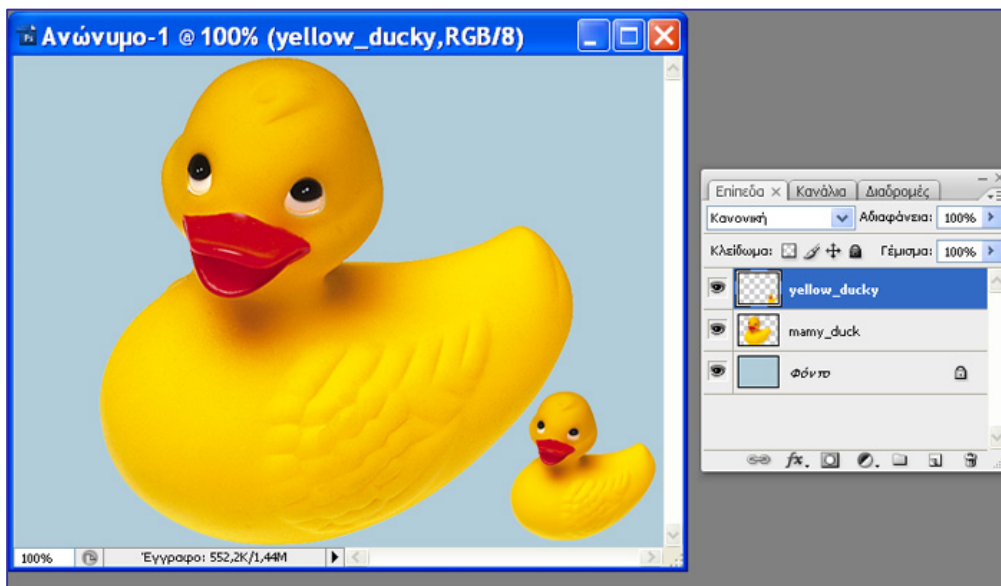 Ανώνυμο-1 @ 100% (yellow_ducky,RGB/8)
Επίπεδα × Κανάλια Διαδρομές
Κανονική Αδιαφάνεια: 100%
Κλείδωμα: Γέμισμα: 100%
yellow_ducky
mamy_duck
Φόντο
fx.
100% Έγγραφο: 552,2K/1,44M